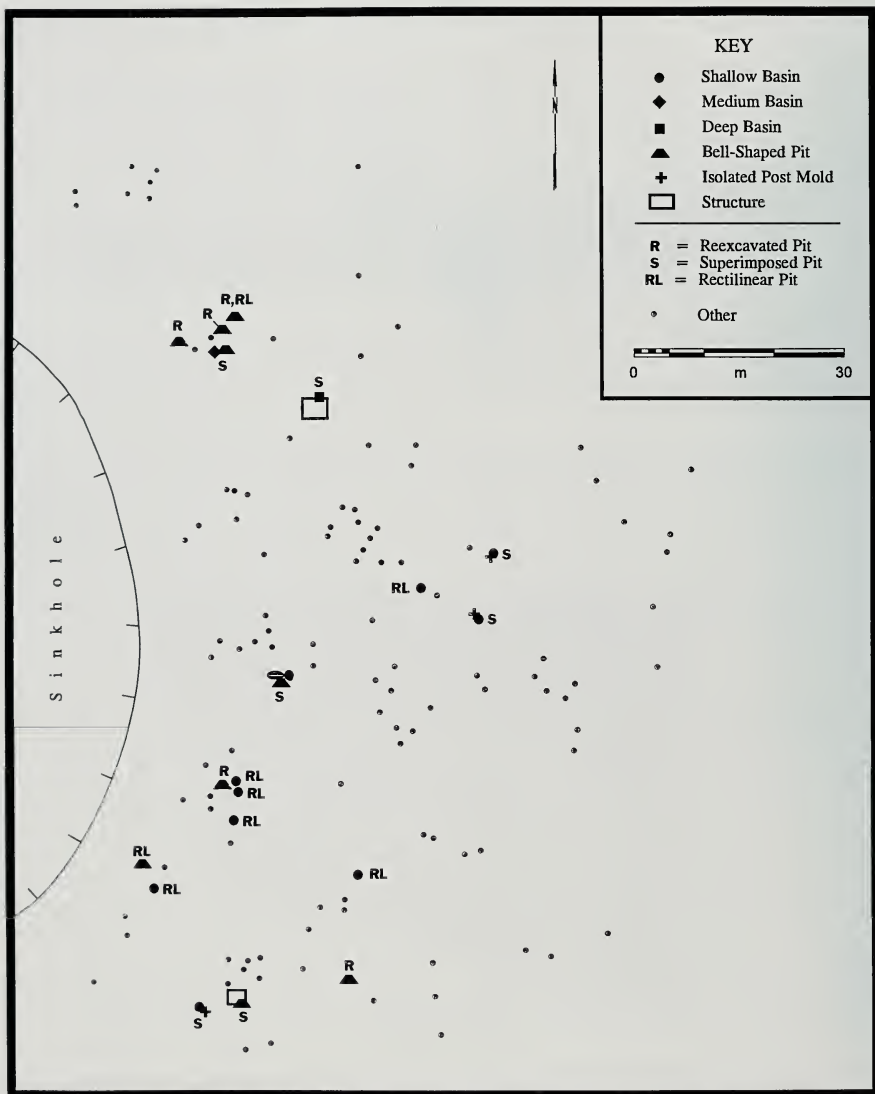 KEY
Shallow Basin
Medium Basin
Deep Basin
Bell-Shaped Pit
Isolated Post Mold
Structure
R = Reexcavated Pit
S = Superimposed Pit
RL = Rectilinear Pit
Other
0 m 30
N
R,RL
R
R
S
S
S
RL
S
Sinkhole
S
R
RL
RL
RL
RL
RL
RL
R
S
S